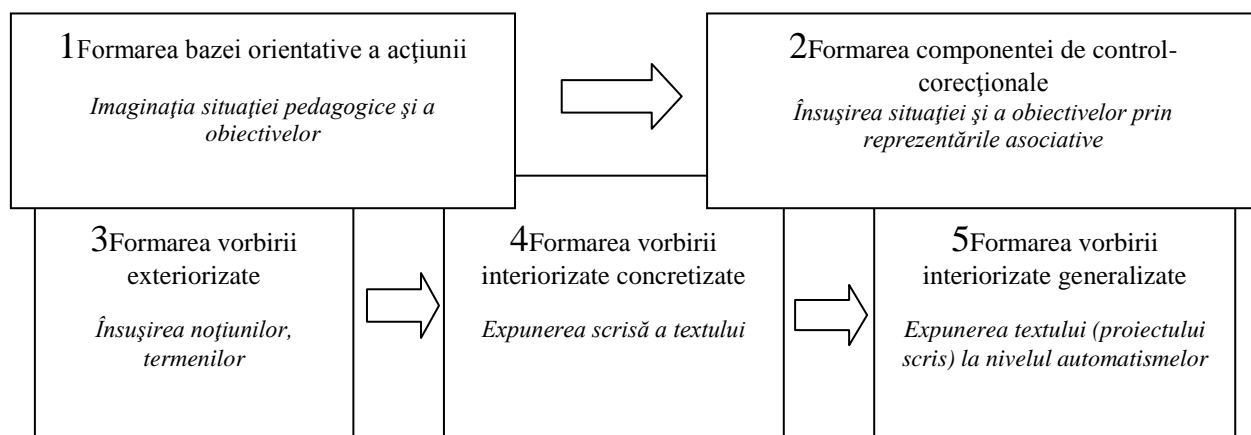 1Formarea bazei orientative a acţiunii
Imaginaţia situaţiei pedagogice şi a
obiectivelor
2Formarea componentei de control-
corecţionale
Însuşirea situaţiei şi a obiectivelor prin
reprezentările asociative
3Formarea vorbirii
exteriorizate
Însuşirea noţiunilor,
termenilor
4Formarea vorbirii
interiorizate concretizate
Expunerea scrisă a textului
5Formarea vorbirii
interiorizate generalizate
Expunerea textului (proiectului
scris) la nivelul automatismelor